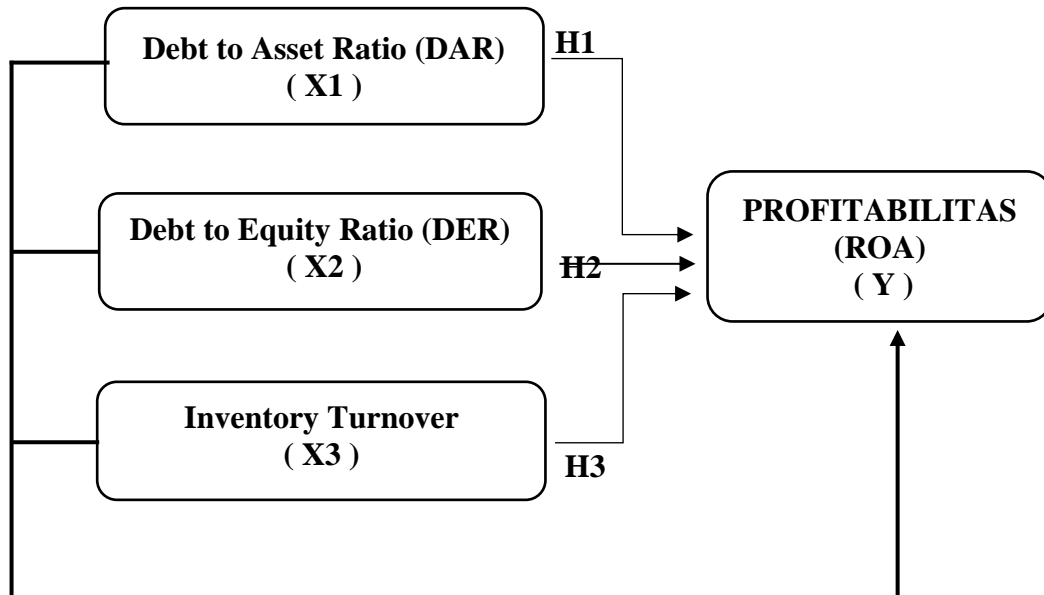 Debt to Asset Ratio (DAR)
( X1 )
H1
Debt to Equity Ratio (DER)
( X2 )
H2
PROFITABILITAS
(ROA)
( Y )
Inventory Turnover
( X3 )
H3